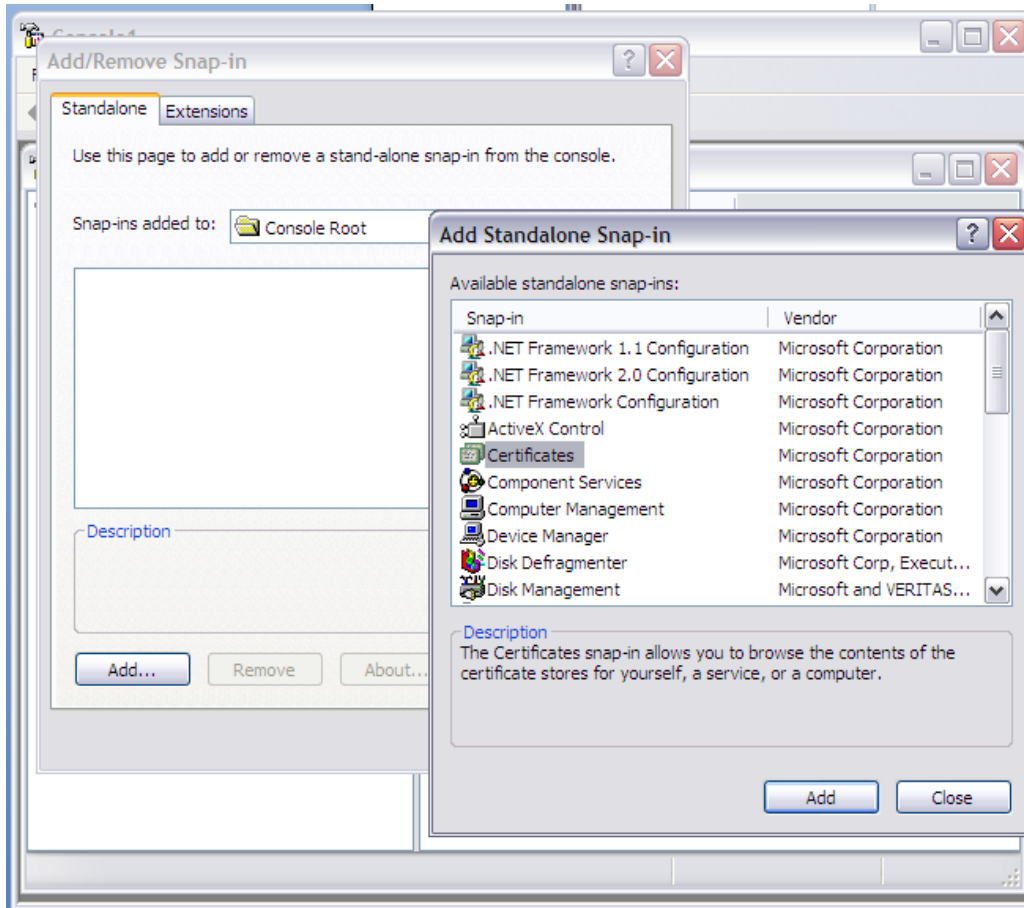 Console1
Add/Remove Snap-in
Standalone
Extensions
Use this page to add or remove a stand-alone snap-in from the console.
Snap-ins added to:
Console Root
Description
Add...
Remove
About...
Add Standalone Snap-in
Available standalone snap-ins:
Snap-in Vendor
.NET Framework 1.1 Configuration Microsoft Corporation
.NET Framework 2.0 Configuration Microsoft Corporation
.NET Framework Configuration Microsoft Corporation
ActiveX Control Microsoft Corporation
Certificates Microsoft Corporation
Component Services Microsoft Corporation
Computer Management Microsoft Corporation
Device Manager Microsoft Corporation
Disk Defragmenter Microsoft Corp, Execut...
Disk Management Microsoft and VERITAS...
Description
The Certificates snap-in allows you to browse the contents of the
certificate stores for yourself, a service, or a computer.
Add
Close